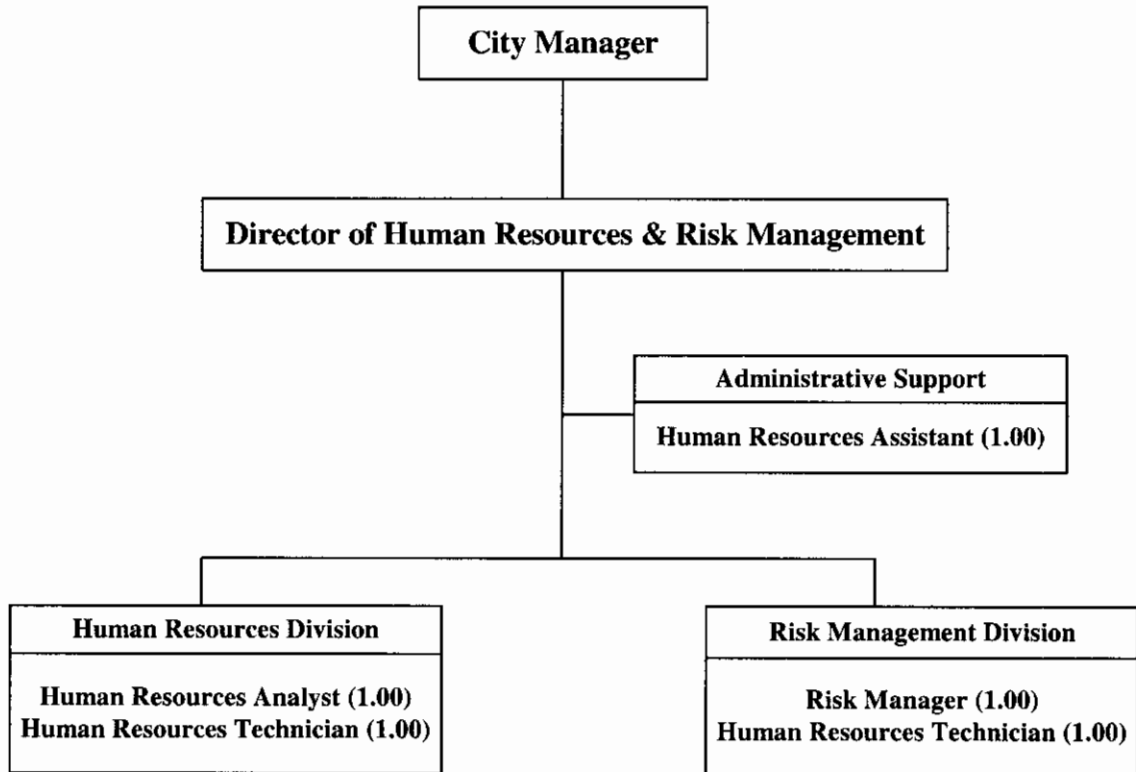 City Manager
Director of Human Resources & Risk Management
Administrative Support
Human Resources Assistant (1.00)
Human Resources Division
Human Resources Analyst (1.00)
Human Resources Technician (1.00)
Risk Management Division
Risk Manager (1.00)
Human Resources Technician (1.00)